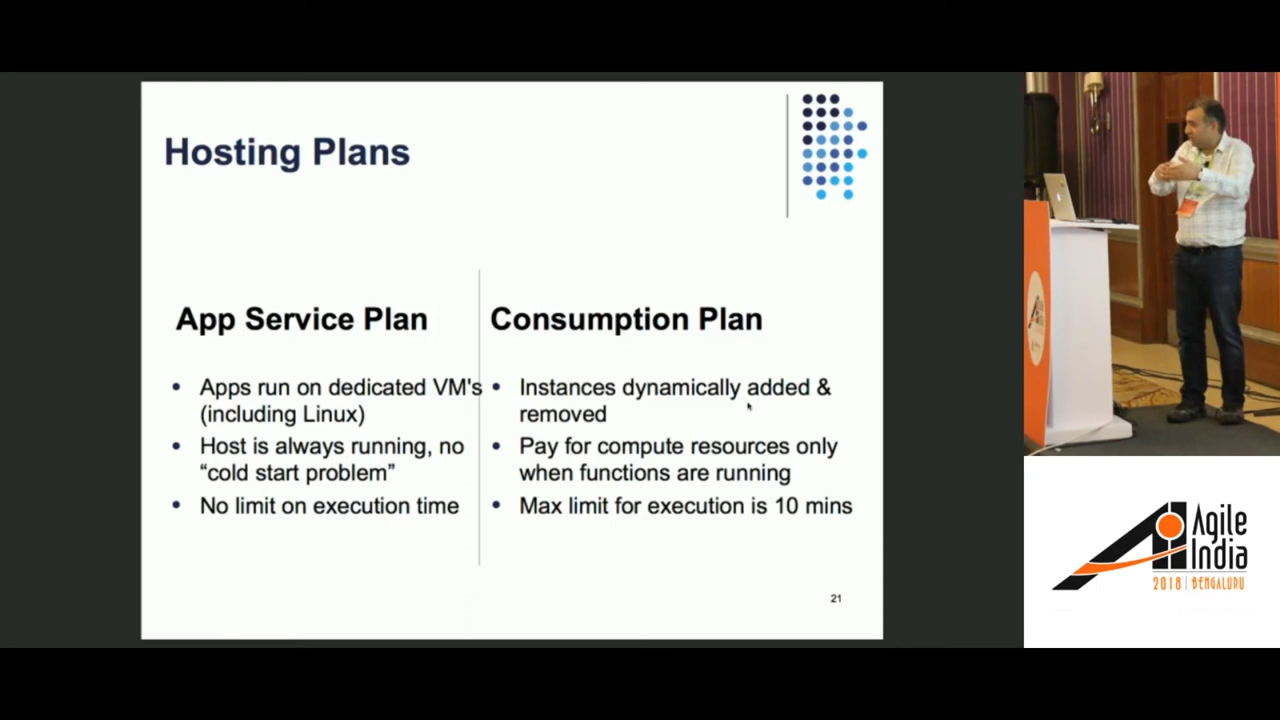 Hosting Plans
App Service Plan
• Apps run on dedicated VM's
(including Linux)
• Host is always running, no
“cold start problem”
• No limit on execution time
Consumption Plan
• Instances dynamically added &
removed
• Pay for compute resources only
when functions are running
• Max limit for execution is 10 mins
21
Agile
India
2018 | BENGALURU